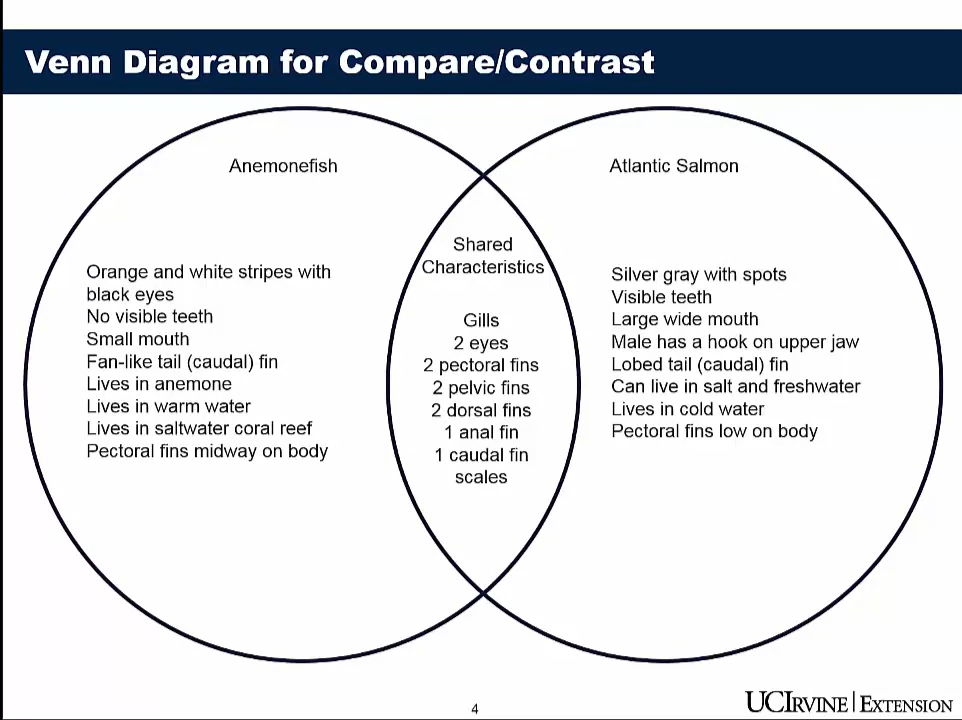 Venn Diagram for Compare/Contrast
Anemonefish
Orange and white stripes with
black eyes
No visible teeth
Small mouth
Fan-like tail (caudal) fin
Lives in anemone
Lives in warm water
Lives in saltwater coral reef
Pectoral fins midway on body
Shared
Characteristics
Gills
2 eyes
2 pectoral fins
2 pelvic fins
2 dorsal fins
1 anal fin
1 caudal fin
scales
Atlantic Salmon
Silver gray with spots
Visible teeth
Large wide mouth
Male has a hook on upper jaw
Lobed tail (caudal) fin
Can live in salt and freshwater
Lives in cold water
Pectoral fins low on body
4
UCIRVINE | EXTENSION